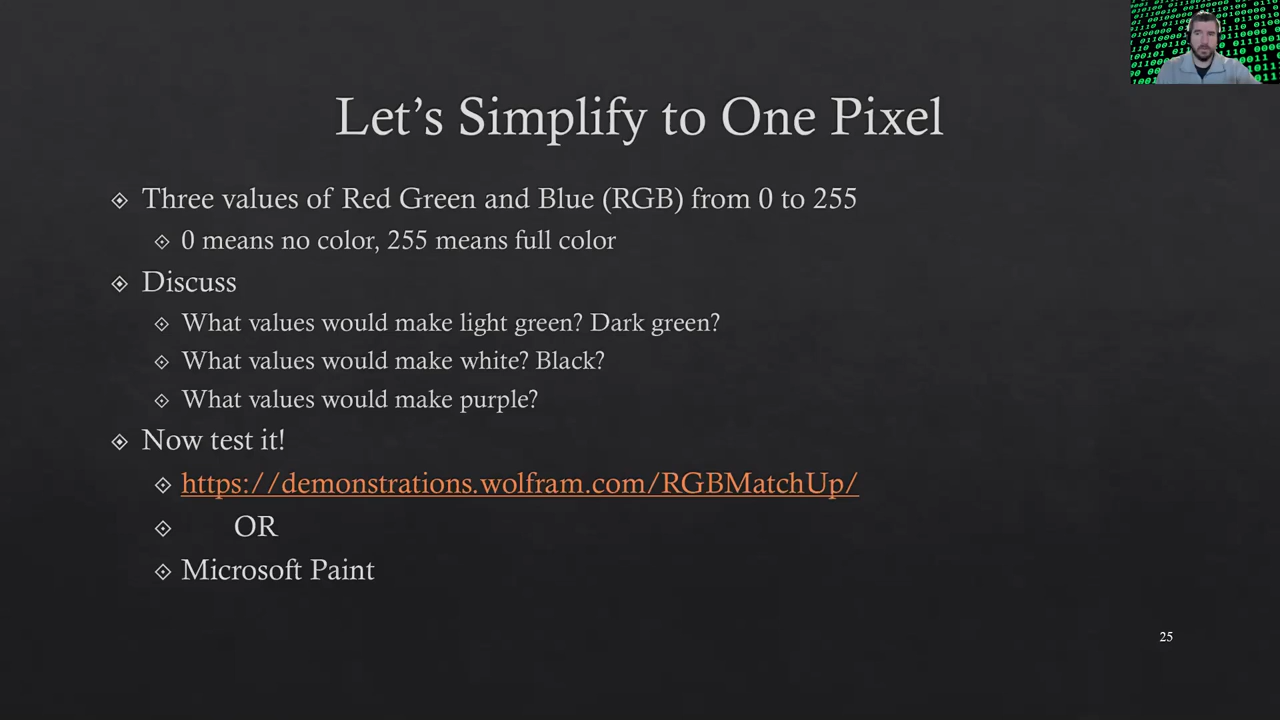 Let's Simplify to One Pixel
Three values of Red Green and Blue (RGB) from 0 to 255
0 means no color, 255 means full color
Discuss
What values would make light green? Dark green?
What values would make white? Black?
What values would make purple?
Now test it!
https://demonstrations.wolfram.com/RGBMatchUp/
OR
Microsoft Paint
25